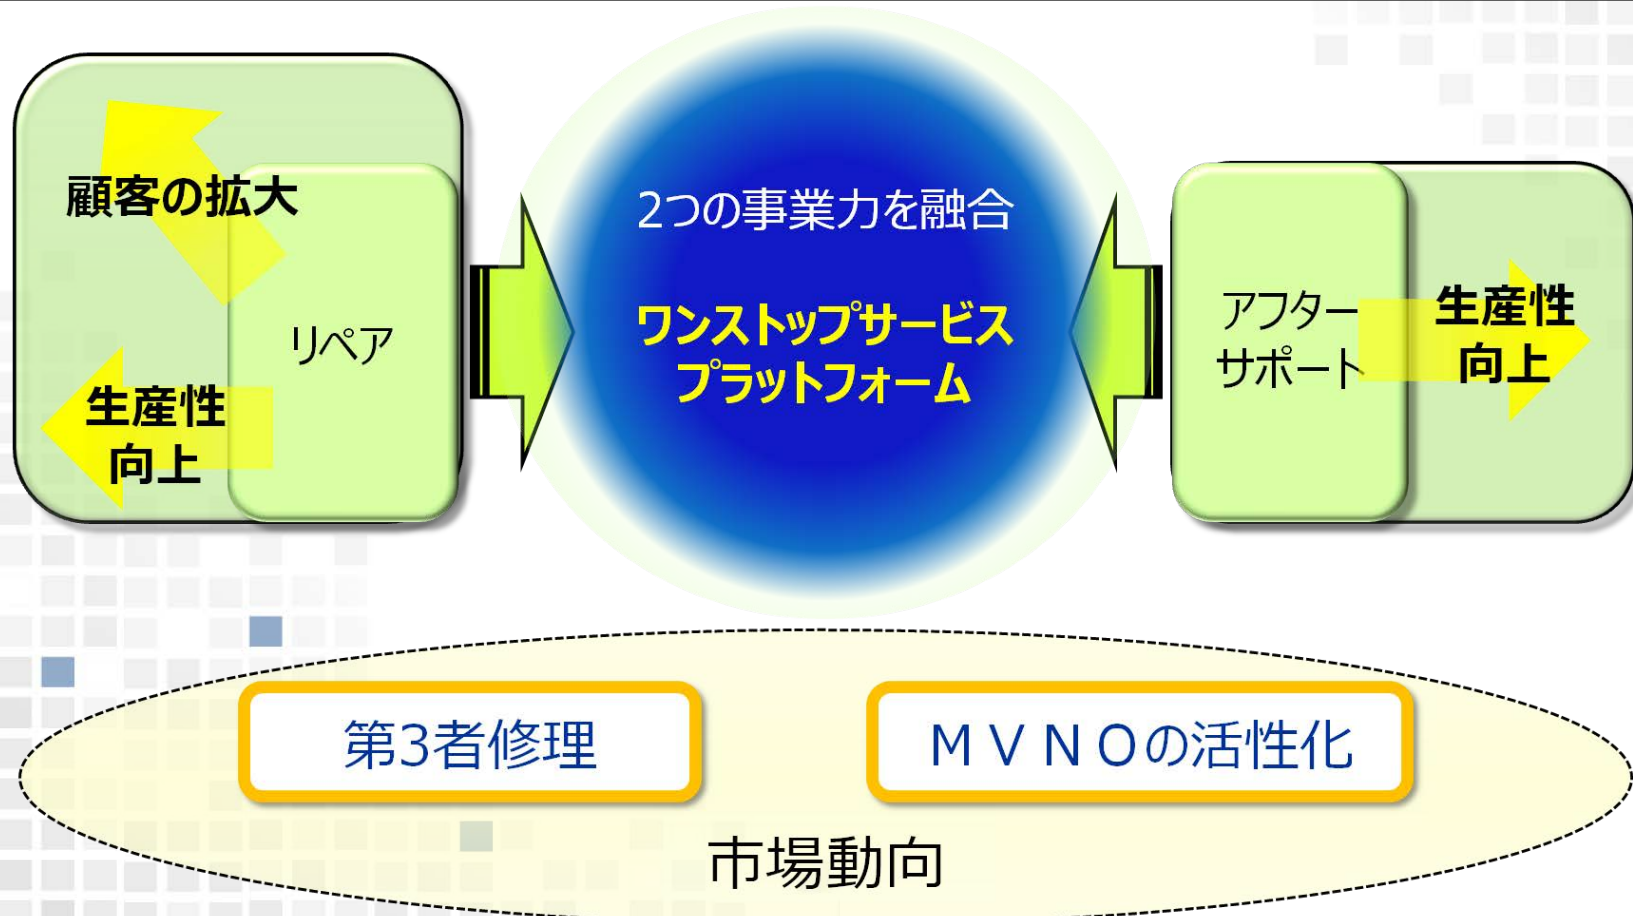 顧客の拡大
生産性
向上
リペア
2つの事業力を融合
ワンストップサービス
プラットフォーム
アフター
サポート
生産性
向上
第3者修理
ＭＶＮＯの活性化
市場動向